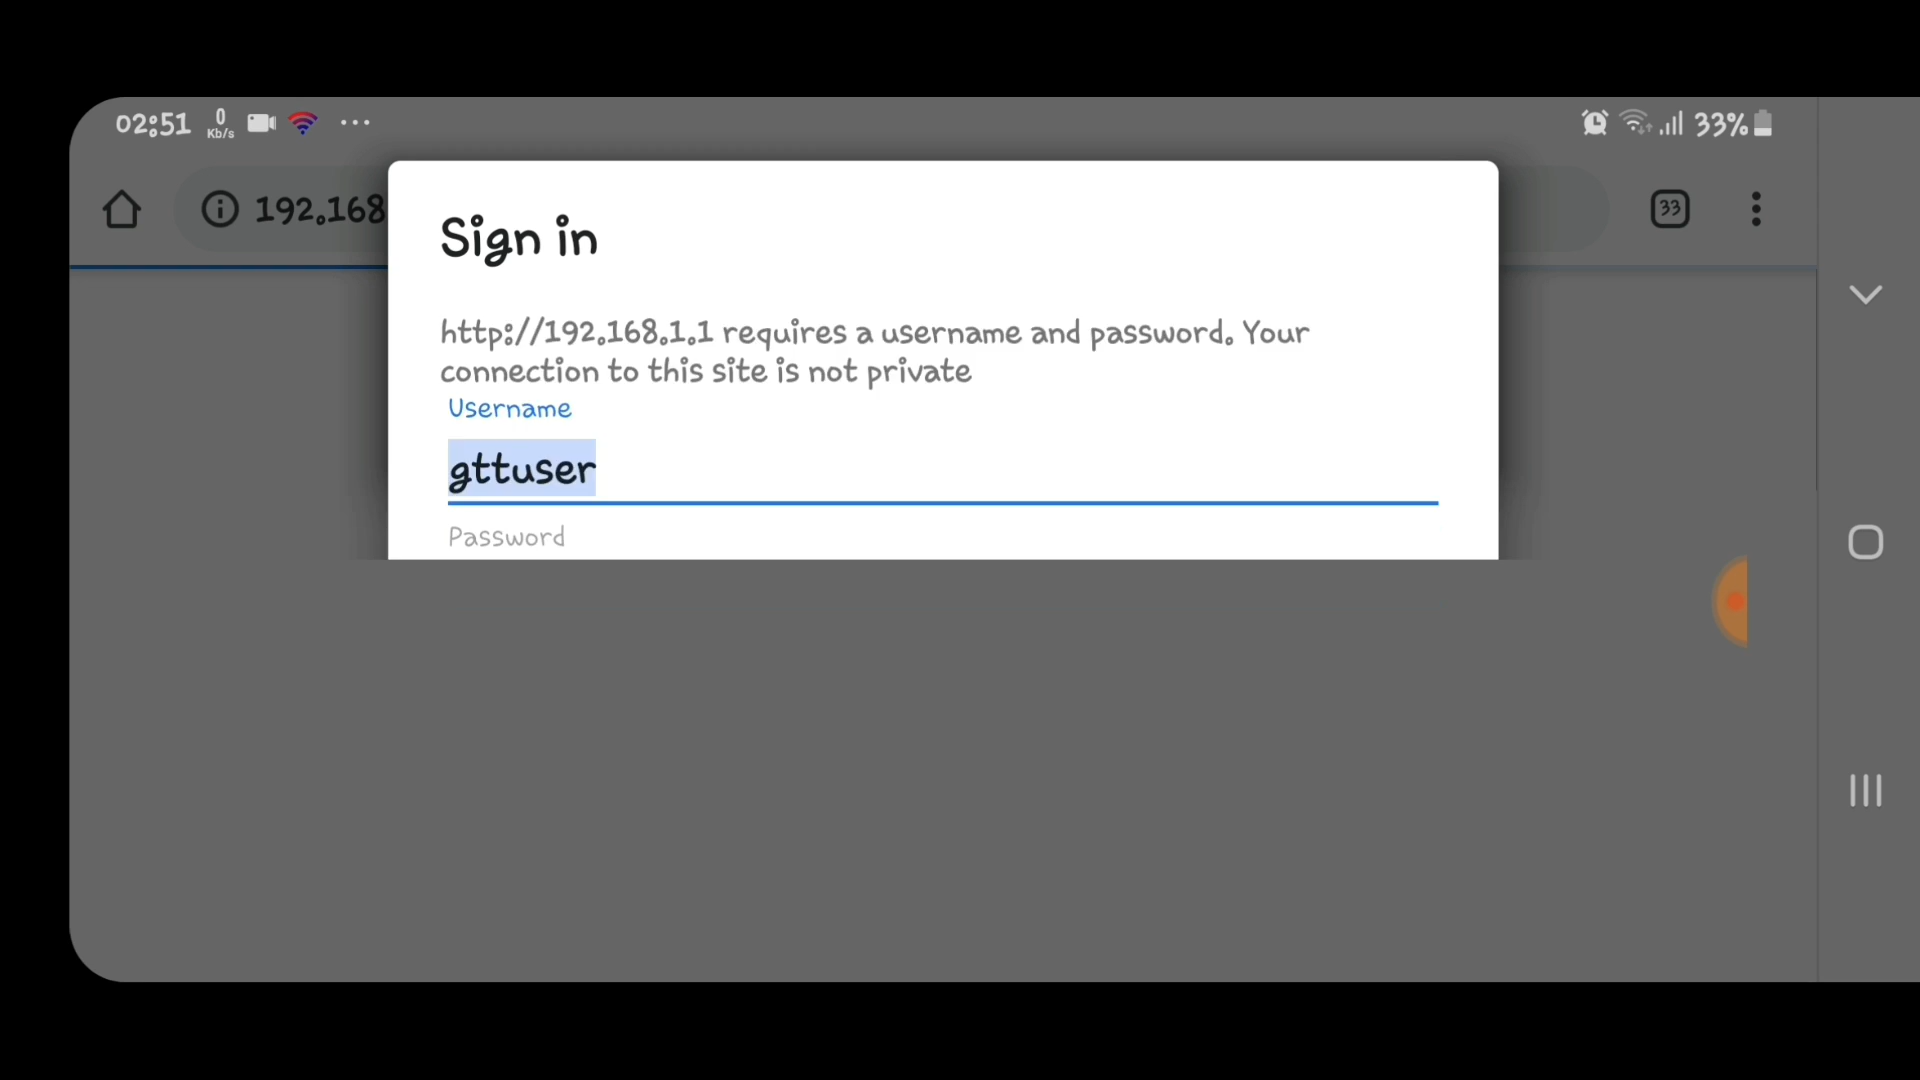 02:51 0 Kb/s ... 33%
192.168 33
Sign in
http://192.168.1.1 requires a username and password. Your
connection to this site is not private
Username
gttuser
Password